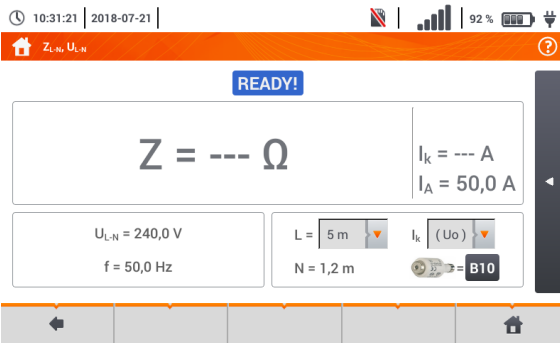 10:31:21 2018-07-21 92 %
ZL-N, UL-N ?
READY!
Z = --- Ω
Ik = --- A
IA = 50,0 A
UL-N = 240,0 V
f = 50,0 Hz
L = 5 m Ik (Uo)
N = 1,2 m = B10